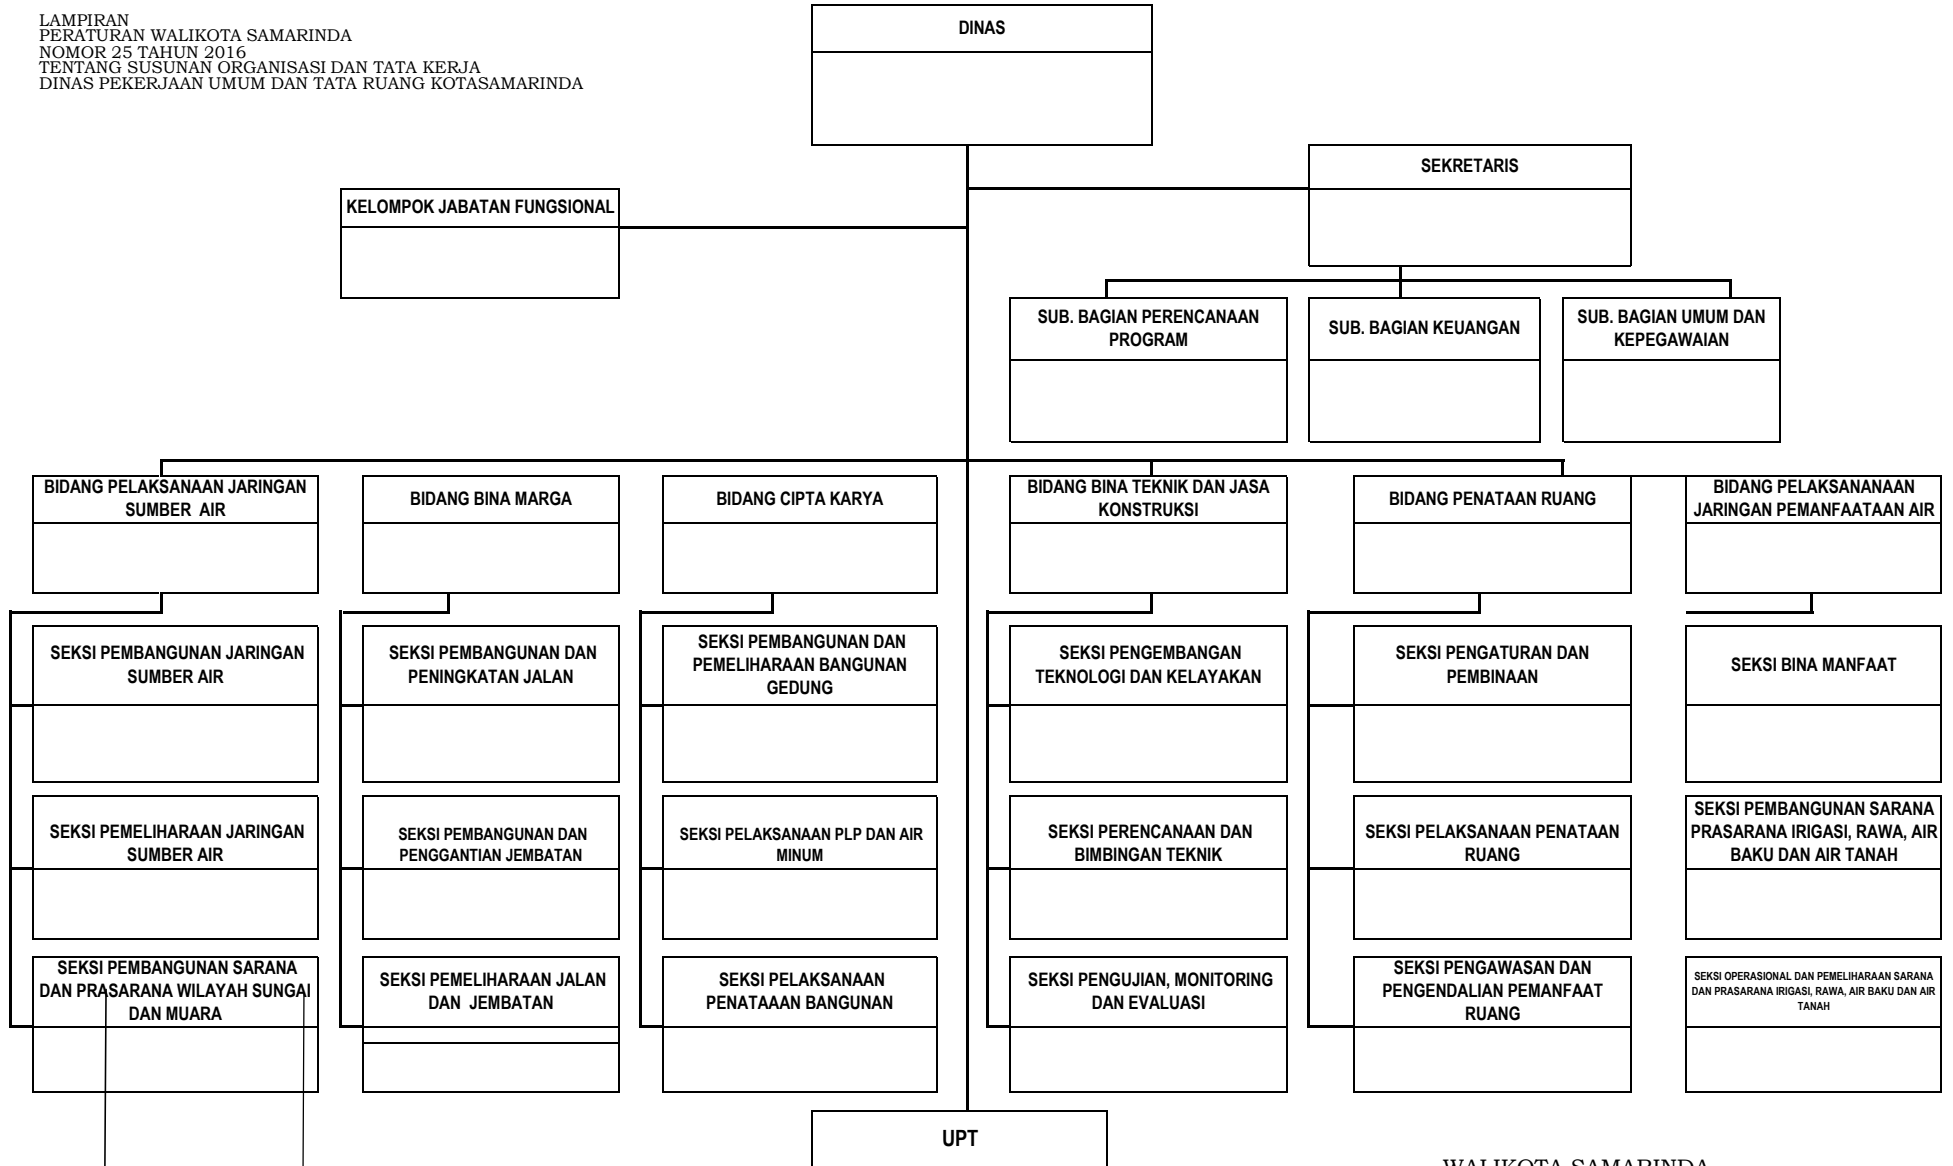 LAMPIRAN
PERATURAN WALIKOTA SAMARINDA
NOMOR 25 TAHUN 2016
TENTANG SUSUNAN ORGANISASI DAN TATA KERJA
DINAS PEKERJAAN UMUM DAN TATA RUANG KOTASAMARINDA
DINAS
SEKRETARIS
KELOMPOK JABATAN FUNGSIONAL
SUB. BAGIAN PERENCANAAN
PROGRAM
SUB. BAGIAN KEUANGAN
SUB. BAGIAN UMUM DAN
KEPEGAWAIAN
BIDANG PELAKSANAAN JARINGAN
SUMBER AIR
BIDANG BINA MARGA
BIDANG CIPTA KARYA
BIDANG BINA TEKNIK DAN JASA
KONSTRUKSI
BIDANG PENATAAN RUANG
BIDANG PELAKSANANAAN
JARINGAN PEMANFAATAAN AIR
SEKSI PEMBANGUNAN JARINGAN
SUMBER AIR
SEKSI PEMBANGUNAN DAN
PENINGKATAN JALAN
SEKSI PEMBANGUNAN DAN
PEMELIHARAAN BANGUNAN
GEDUNG
SEKSI PENGEMBANGAN
TEKNOLOGI DAN KELAYAKAN
SEKSI PENGATURAN DAN
PEMBINAAN
SEKSI BINA MANFAAT
SEKSI PEMELIHARAAN JARINGAN
SUMBER AIR
SEKSI PEMBANGUNAN DAN
PENGGANTIAN JEMBATAN
SEKSI PELAKSANAAN PLP DAN AIR
MINUM
SEKSI PERENCANAAN DAN
BIMBINGAN TEKNIK
SEKSI PELAKSANAAN PENATAAN
RUANG
SEKSI PEMBANGUNAN SARANA
PRASARANA IRIGASI, RAWA, AIR
BAKU DAN AIR TANAH
SEKSI PEMBANGUNAN SARANA
DAN PRASARANA WILAYAH SUNGAI
DAN MUARA
SEKSI PEMELIHARAAN JALAN
DAN JEMBATAN
SEKSI PELAKSANAAN
PENATAAAN BANGUNAN
SEKSI PENGUJIAN, MONITORING
DAN EVALUASI
SEKSI PENGAWASAN DAN
PENGENDALIAN PEMANFAAT
RUANG
SEKSI OPERASIONAL DAN PEMELIHARAAN SARANA
DAN PRASARANA IRIGASI, RAWA, AIR BAKU DAN AIR
TANAH
UPT
WALIKOTA SAMARINDA